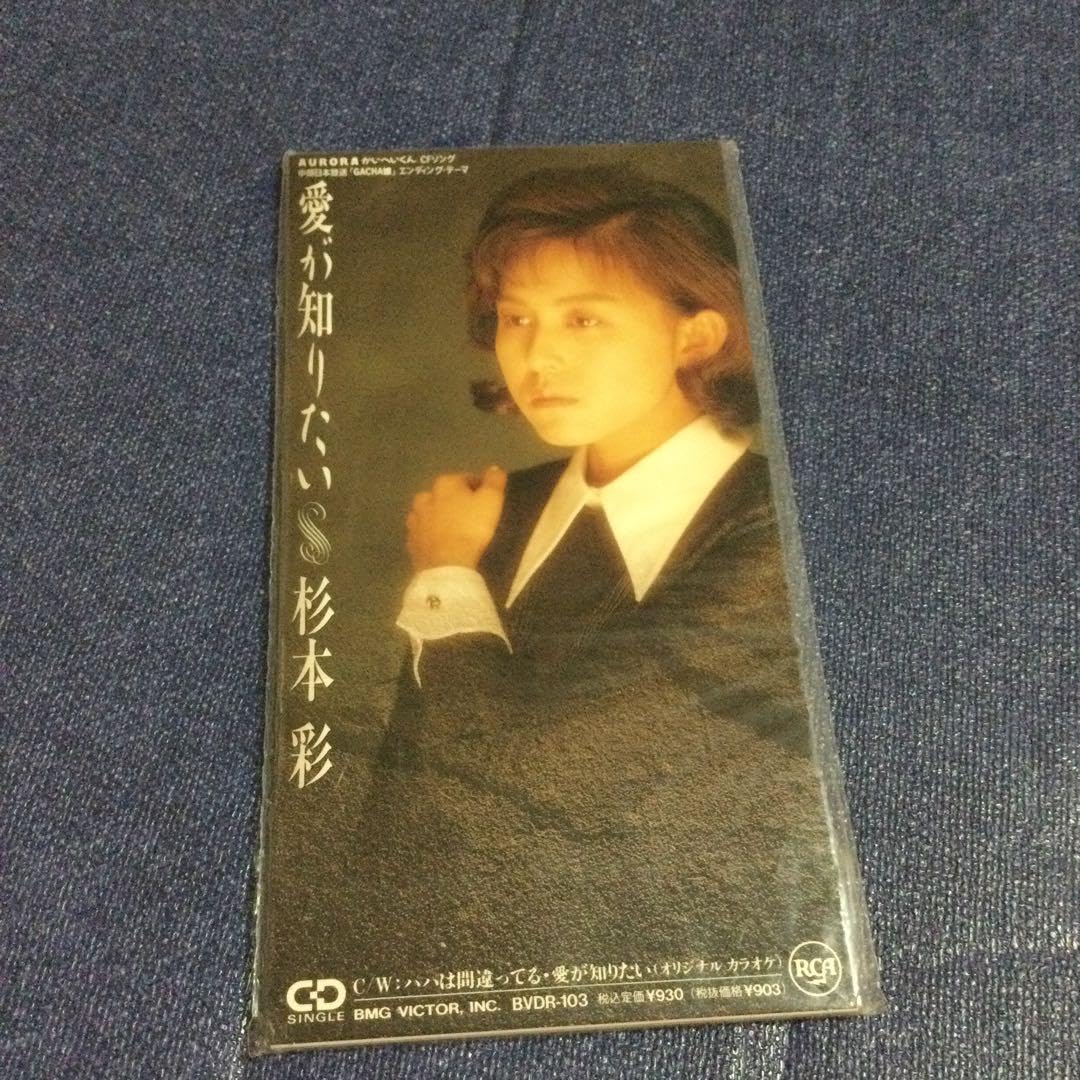 AURORA かいへいくん CFソング
中部日本放送「GACHA娘」エンディング・テーマ
愛が知りたい
杉本 彩
C/W:ハハは間違ってる・愛が知りたい(オリジナル カラオケ)
CD
SINGLE
BMG VICTOR, INC. BVDR-103 税込定価¥930(税抜価格¥903)
RCA